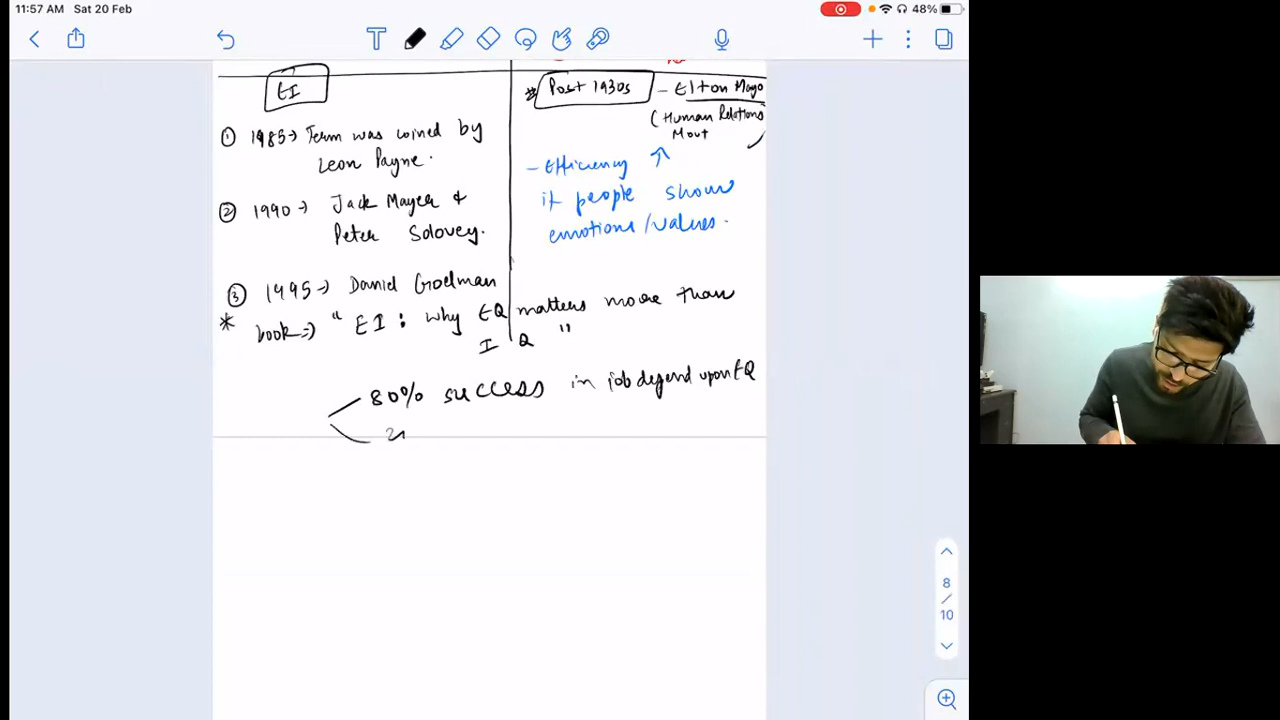 11:57 AM Sat 20 Feb
48%
EI
① 1985→ Term was coined by
Leon Payne.
② 1990→ Jack Mayer &
Peter Solovey.
* Post 1930s - Elton Mayo
(Human Relations
Movt
- Efficiency ↑
if people show
emotions/values.
③ 1995→ Daniel Goelman
* book⇒ " EI: why EQ matters more than
IQ "
80% success in job depend upon EQ
8
/
10